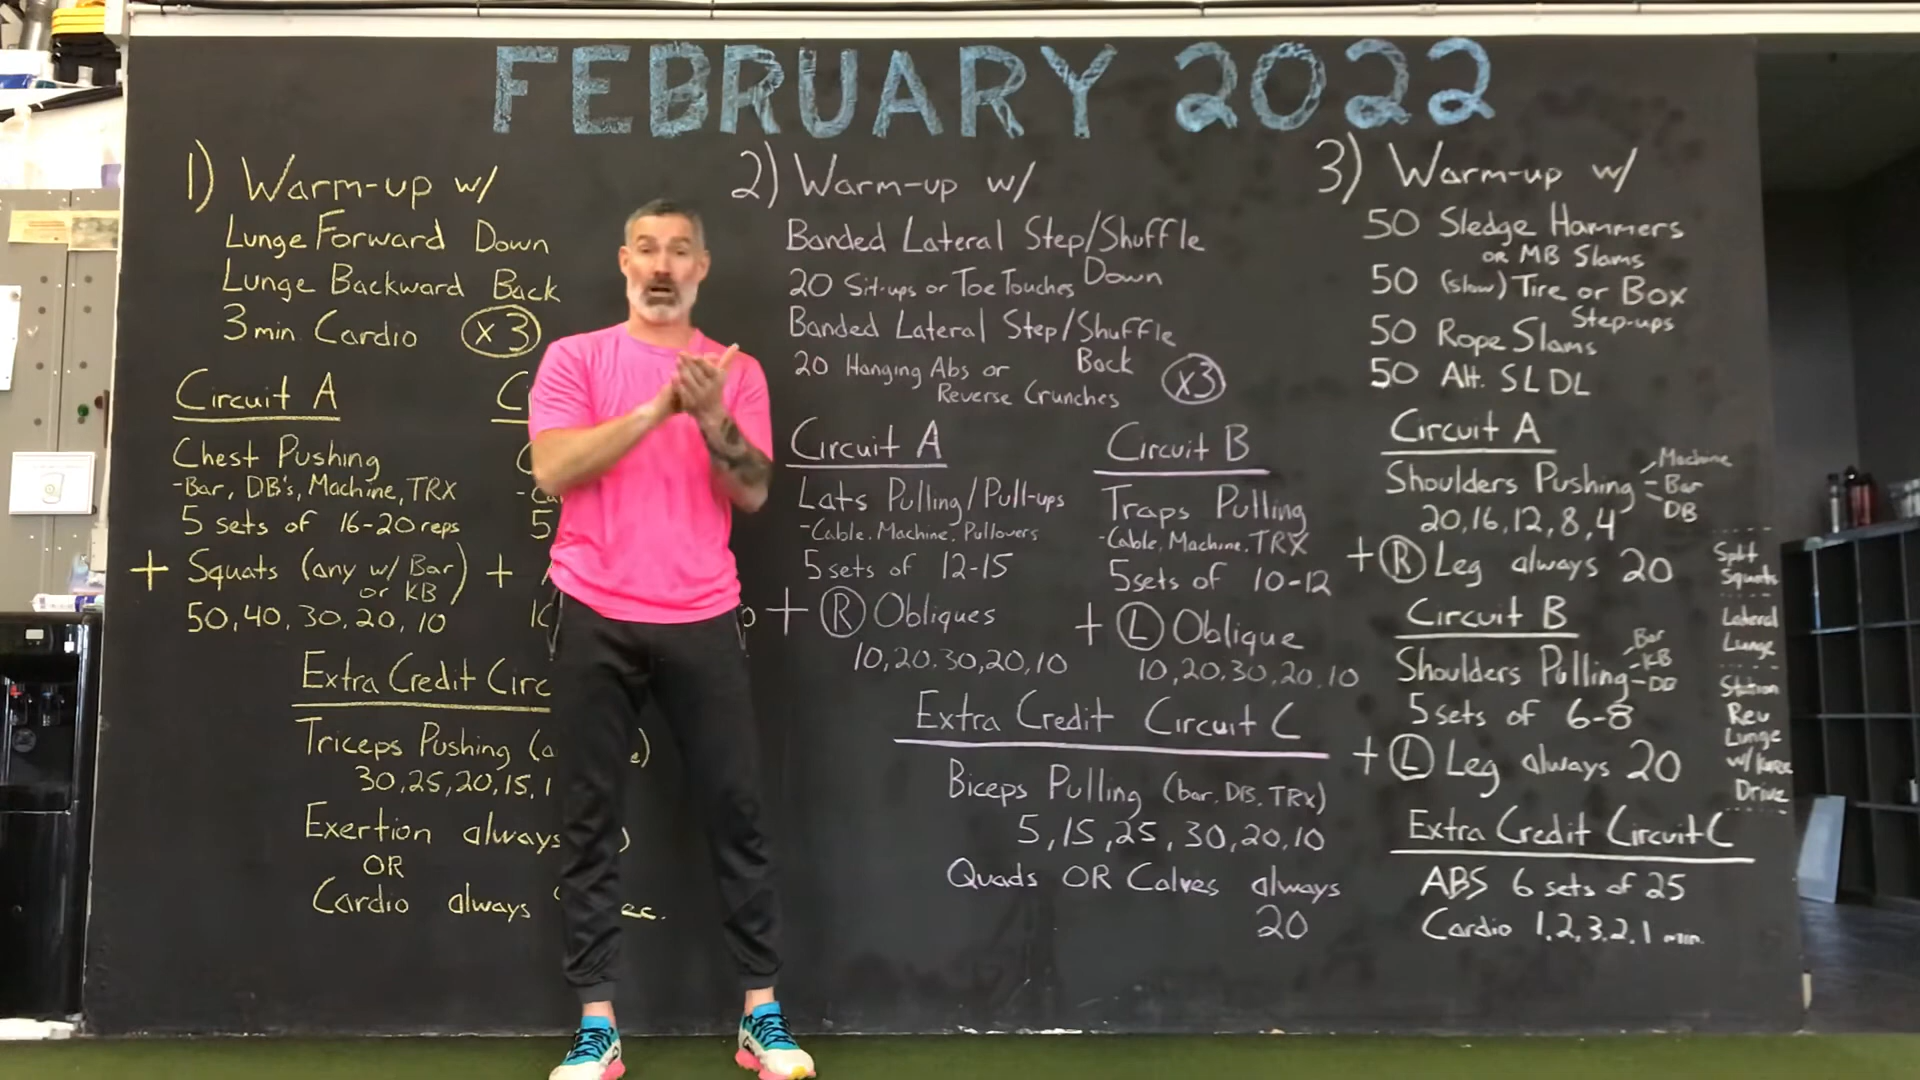 FEBRUARY 2022
1) Warm-up w/
Lunge Forward Down
Lunge Backward Back
3 min Cardio x3
Circuit A
Chest Pushing
-Bar, DB's, Machine, TRX
5 sets of 16-20 reps
+ Squats (any w/ Bar
or KB)
50, 40, 30, 20, 10
+
5
Extra Credit Circ
Triceps Pushing
30, 25, 20, 15, 1
Exertion always
OR
Cardio always
2) Warm-up w/
Banded Lateral Step/Shuffle
Down
20 Sit-ups or Toe Touches
Banded Lateral Step/Shuffle
Back
20 Hanging Abs or
Reverse Crunches
x3
Circuit A
Lats Pulling/Pull-ups
-Cable, Machine, Pullovers
5 sets of 12-15
+ R Obliques
10, 20, 30, 20, 10
Circuit B
Traps Pulling
-Cable, Machine, TRX
5 sets of 10-12
+ L Oblique
10, 20, 30, 20, 10
Extra Credit Circuit C
Biceps Pulling (bar, DB, TRX)
5, 15, 25, 30, 20, 10
Quads OR Calves always
20
3) Warm-up w/
50 Sledge Hammers
or MB Slams
50 (slow) Tire or Box
Step-ups
50 Rope Slams
50 Alt. SLDL
Circuit A
Shoulders Pushing
Machine
- Bar
DB
20, 16, 12, 8, 4
+ R Leg always 20
Circuit B
Shoulders Pulling
Bar
- KB
- DB
5 sets of 6-8
+ L Leg always 20
Split
Squats
Lateral
Lunge
Station
Rev
Lunge
w/ Knee
Drive
Extra Credit Circuit C
ABS 6 sets of 25
Cardio 1, 2, 3, 2, 1 min.